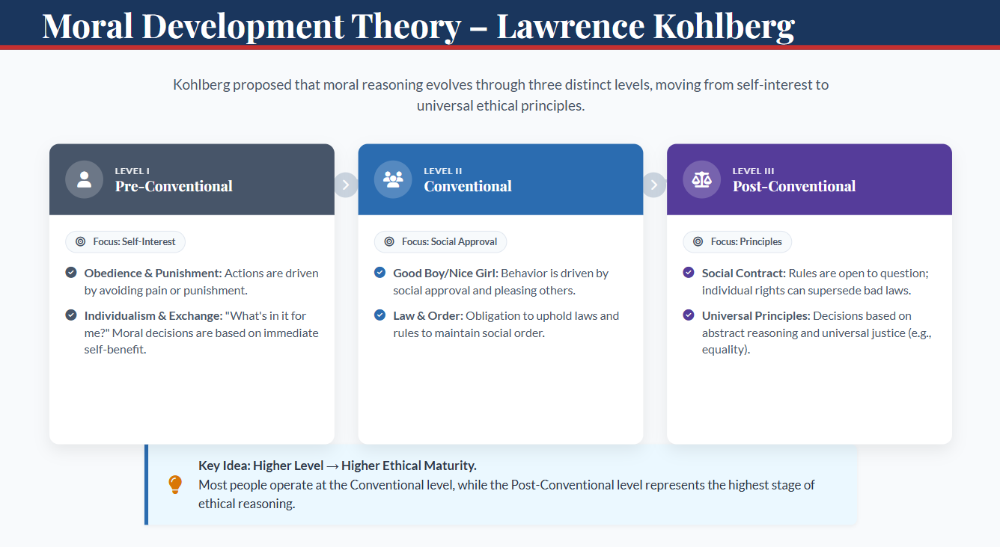 Moral Development Theory – Lawrence Kohlberg
Kohlberg proposed that moral reasoning evolves through three distinct levels, moving from self-interest to
universal ethical principles.
LEVEL I
Pre-Conventional
Focus: Self-Interest
Obedience & Punishment: Actions are driven
by avoiding pain or punishment.
Individualism & Exchange: "What's in it for
me?" Moral decisions are based on immediate
self-benefit.
LEVEL II
Conventional
Focus: Social Approval
Good Boy/Nice Girl: Behavior is driven by
social approval and pleasing others.
Law & Order: Obligation to uphold laws and
rules to maintain social order.
LEVEL III
Post-Conventional
Focus: Principles
Social Contract: Rules are open to question;
individual rights can supersede bad laws.
Universal Principles: Decisions based on
abstract reasoning and universal justice (e.g.,
equality).
Key Idea: Higher Level → Higher Ethical Maturity.
Most people operate at the Conventional level, while the Post-Conventional level represents the highest stage of
ethical reasoning.